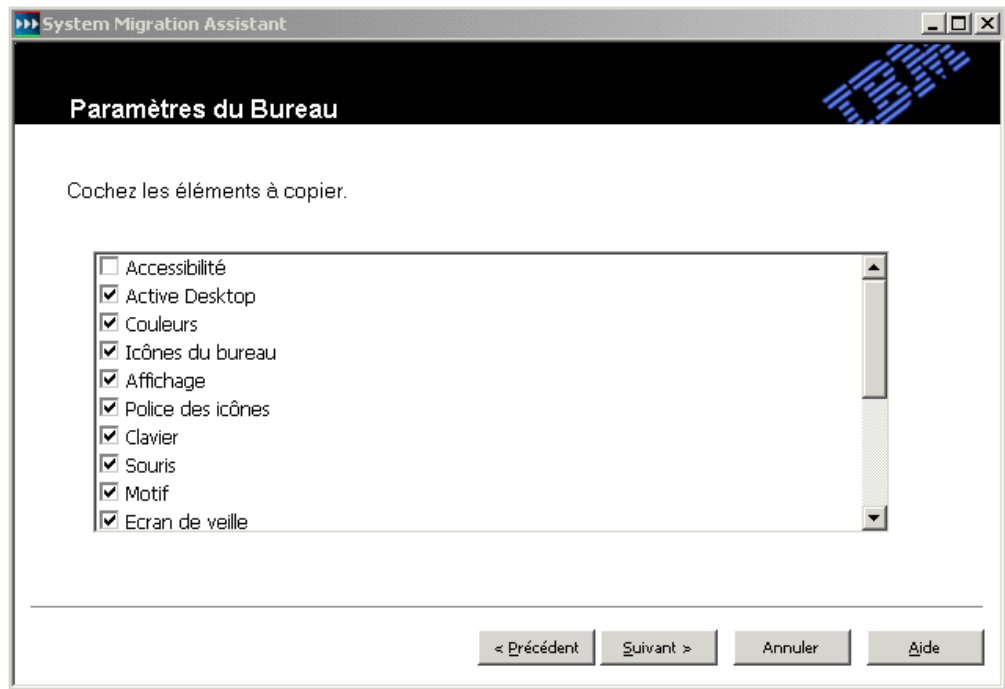 System Migration Assistant
IBM
Paramètres du Bureau
Cochez les éléments à copier.
Accessibilité
Active Desktop
Couleurs
Icônes du bureau
Affichage
Police des icônes
Clavier
Souris
Motif
Ecran de veille
< Précédent
Suivant >
Annuler
Aide